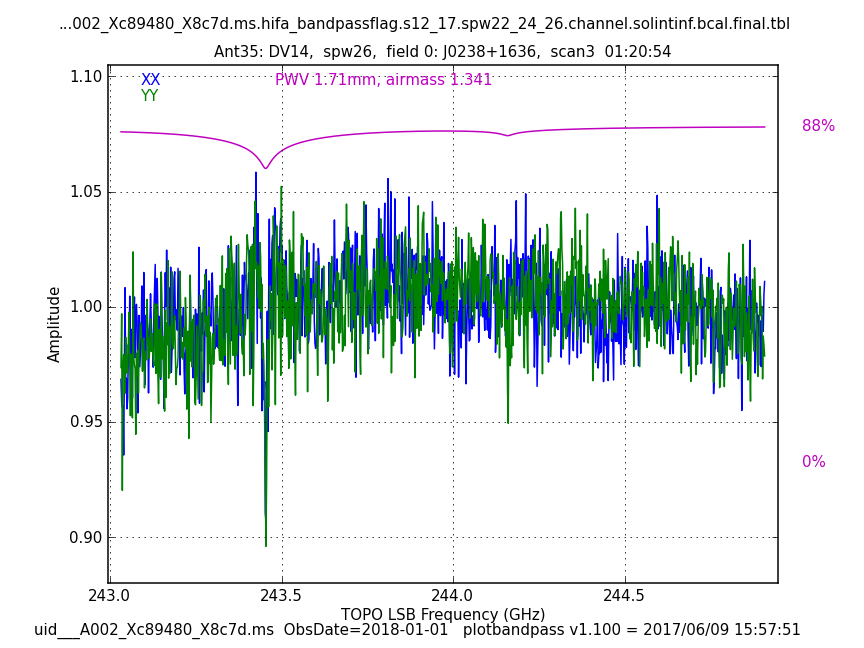 ...002_Xc89480_X8c7d.ms.hifa_bandpassflag.s12_17.spw22_24_26.channel.solintinf.bcal.final.tbl
Ant35: DV14, spw26, field 0: J0238+1636, scan3 01:20:54
1.10
XX
PWV 1.71mm, airmass 1.341
YY
88%
1.05
1.00
Amplitude
0.95
0%
0.90
243.0
243.5
244.0
244.5
TOPO LSB Frequency (GHz)
uid___A002_Xc89480_X8c7d.ms ObsDate=2018-01-01 plotbandpass v1.100 = 2017/06/09 15:57:51